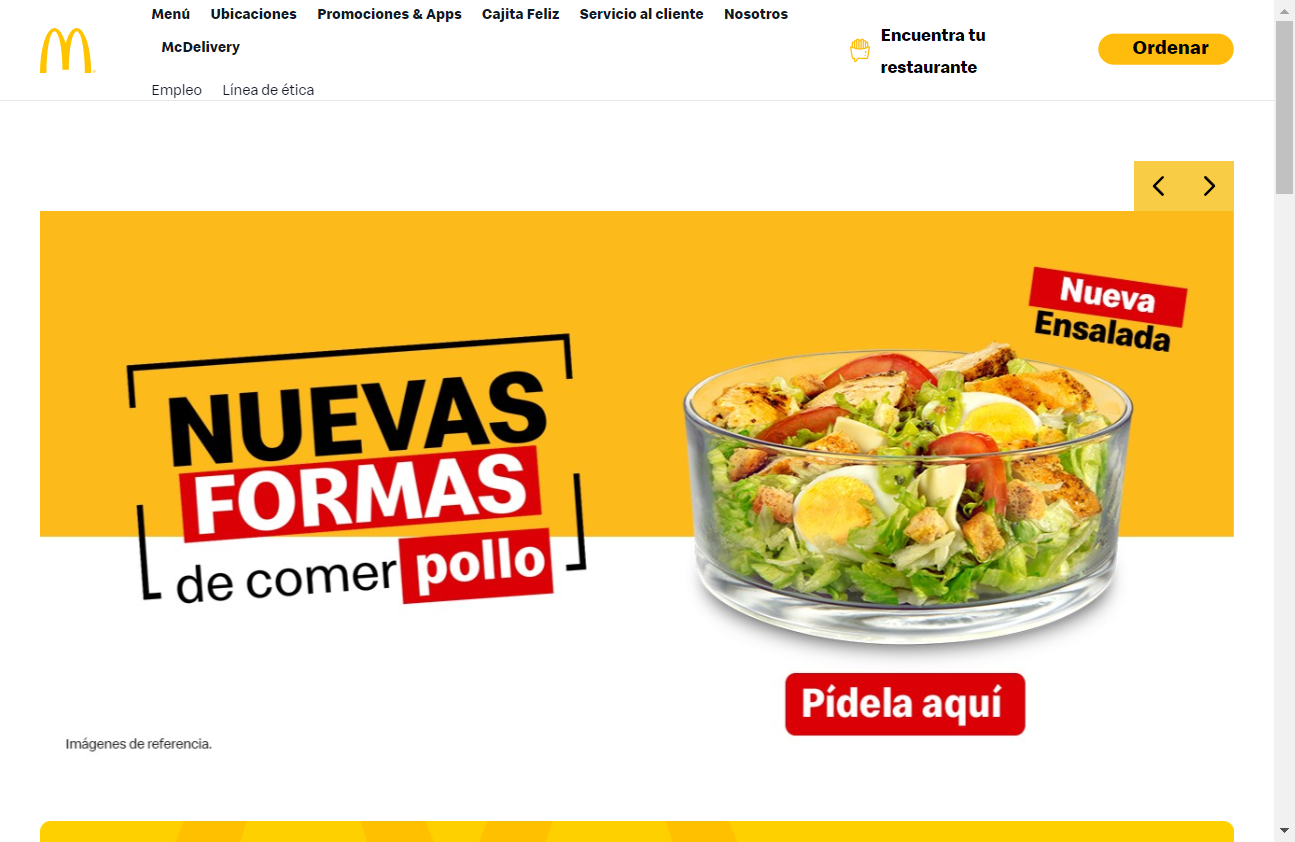 Menú Ubicaciones Promociones & Apps Cajita Feliz Servicio al cliente Nosotros
McDelivery
Empleo Línea de ética
Encuentra tu
restaurante
Ordenar
Nueva
Ensalada
NUEVAS
FORMAS
de comer pollo
Pídela aquí
Imágenes de referencia.